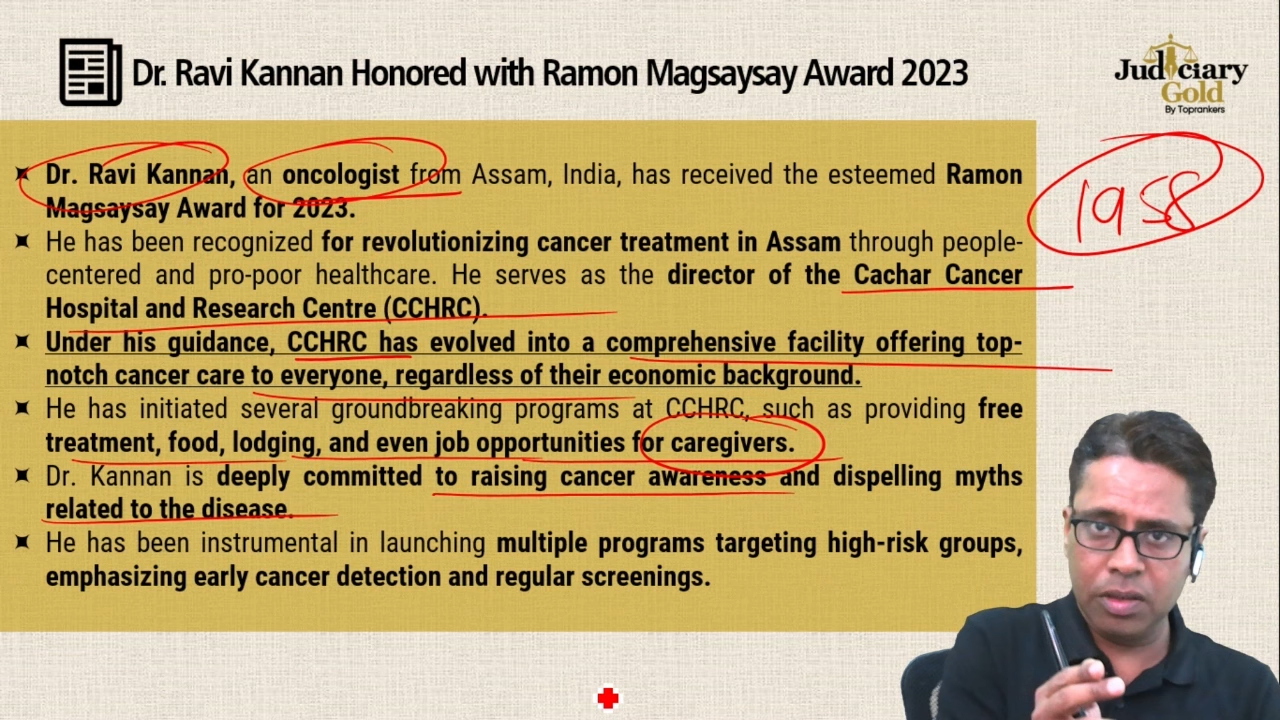 Dr. Ravi Kannan Honored with Ramon Magsaysay Award 2023
Judiciary
Gold
By Toprankers
Dr. Ravi Kannan, an oncologist from Assam, India, has received the esteemed Ramon
Magsaysay Award for 2023.
1958
He has been recognized for revolutionizing cancer treatment in Assam through people-
centered and pro-poor healthcare. He serves as the director of the Cachar Cancer
Hospital and Research Centre (CCHRC).
Under his guidance, CCHRC has evolved into a comprehensive facility offering top-
notch cancer care to everyone, regardless of their economic background.
He has initiated several groundbreaking programs at CCHRC, such as providing free
treatment, food, lodging, and even job opportunities for caregivers.
Dr. Kannan is deeply committed to raising cancer awareness and dispelling myths
related to the disease.
He has been instrumental in launching multiple programs targeting high-risk groups,
emphasizing early cancer detection and regular screenings.